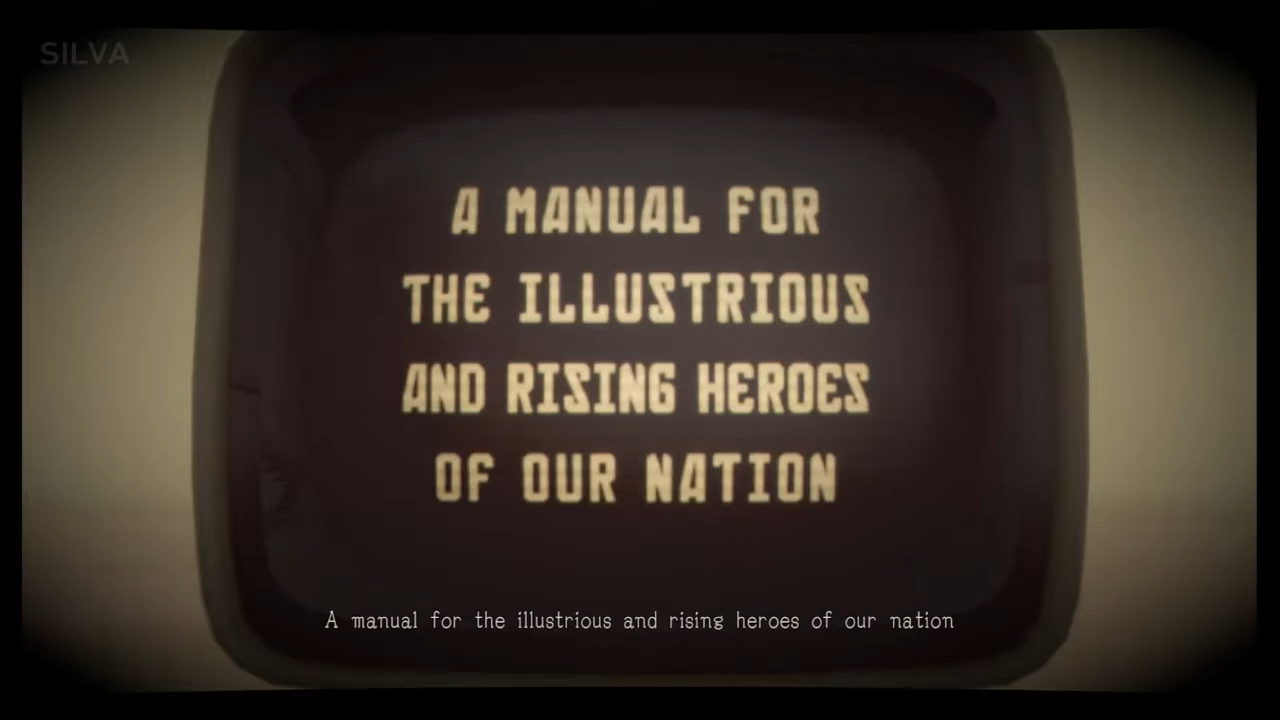 SILVA
A MANUAL FOR
THE ILLUSTRIOUS
AND RISING HEROES
OF OUR NATION
A manual for the illustrious and rising heroes of our nation